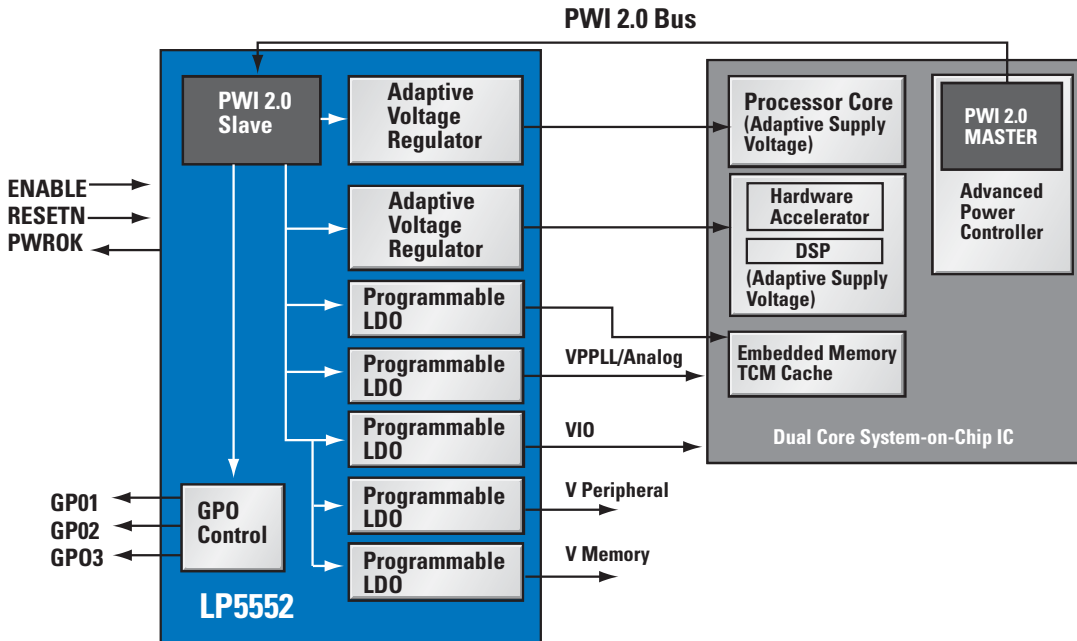 PWI 2.0 Bus
PWI 2.0
Slave
Adaptive
Voltage
Regulator
Processor Core
(Adaptive Supply
Voltage)
PWI 2.0
MASTER
Advanced
Power
Controller
ENABLE
RESETN
PWROK
Adaptive
Voltage
Regulator
Hardware
Accelerator
DSP
(Adaptive Supply
Voltage)
Programmable
LDO
Embedded Memory
TCM Cache
Programmable
LDO
VPPLL/Analog
Programmable
LDO
VIO
Dual Core System-on-Chip IC
GP01
GP02
GPO3
GPO
Control
Programmable
LDO
V Peripheral
Programmable
LDO
V Memory
LP5552